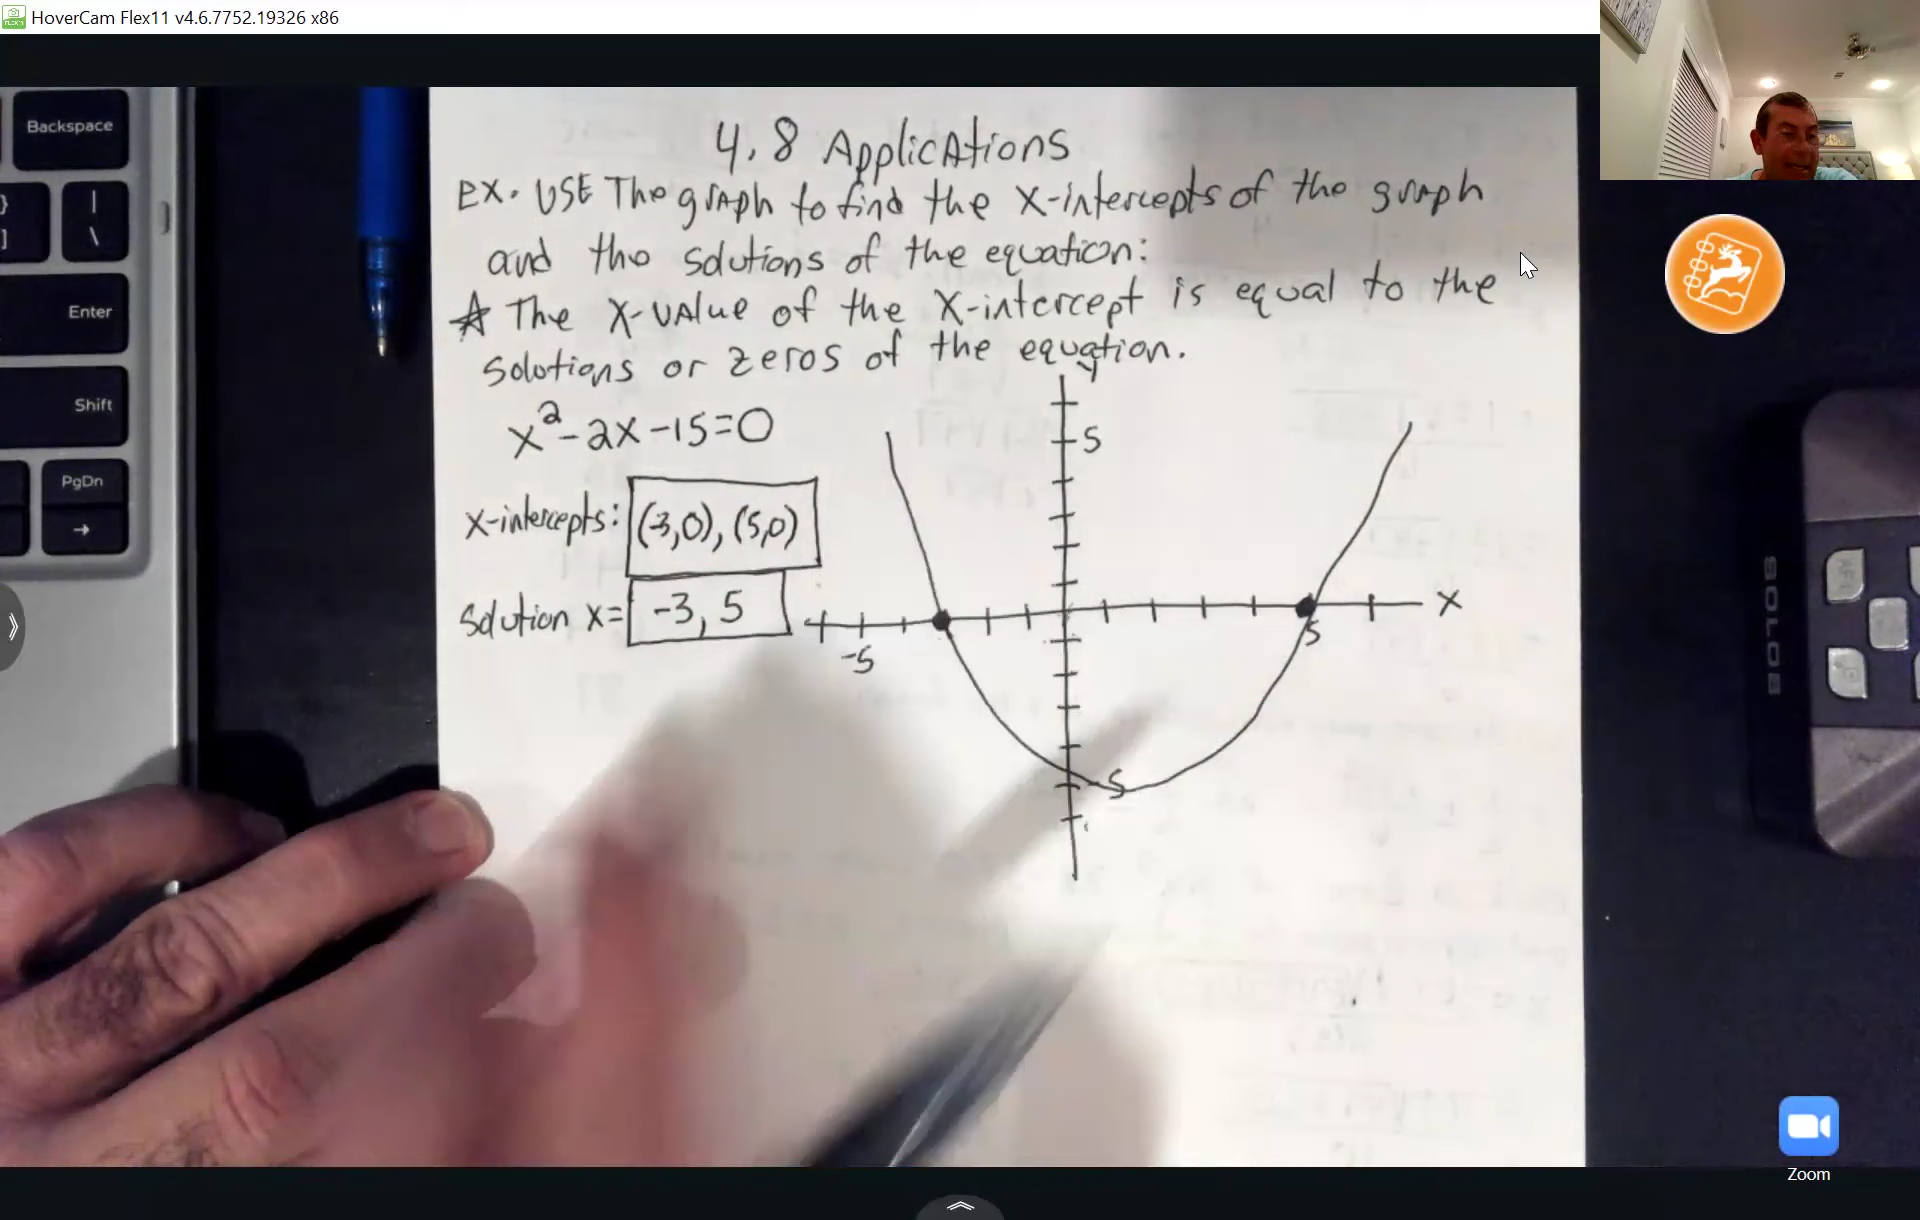 HoverCam Flex11 v4.6.7752.19326 x86
Backspace
}
]
|
\
Enter
Shift
PgDn
→
4.8 Applications
Ex. Use The graph to find the x-intercepts of the graph
and the solutions of the equation:
☆ The x-value of the x-intercept is equal to the
solutions or zeros of the equation.
x²-2x-15=0
x-intercepts: (-3,0), (5,0)
solution x= -3, 5
y
5
x
-5
5
-5
SOLO8
Zoom